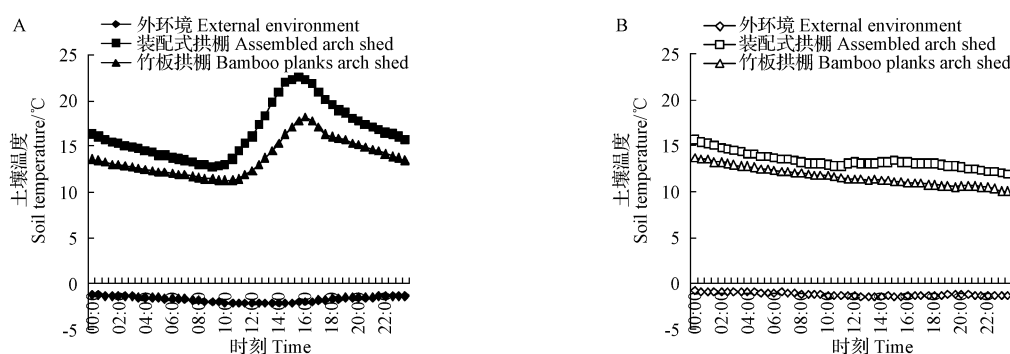 A
外环境 External environment
装配式拱棚 Assembled arch shed
竹板拱棚 Bamboo planks arch shed
25
20
15
10
5
0
-5
土壤温度/℃
Soil temperature/℃
00:00 02:00 04:00 06:00 08:00 10:00 12:00 14:00 16:00 18:00 20:00 22:00
时刻 Time
B
外环境 External environment
装配式拱棚 Assembled arch shed
竹板拱棚 Bamboo planks arch shed
25
20
15
10
5
0
-5
土壤温度
Soil temperature/℃
00:00 02:00 04:00 06:00 08:00 10:00 12:00 14:00 16:00 18:00 20:00 22:00
时刻 Time